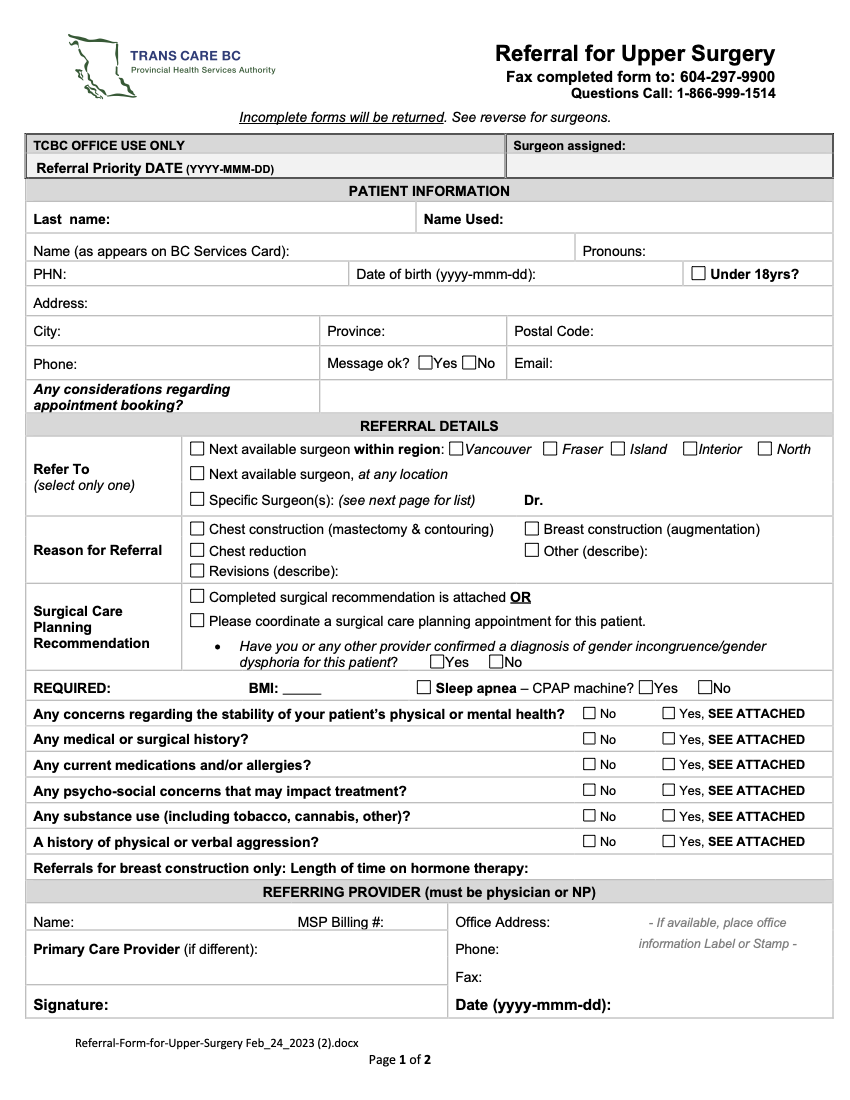 TRANS CARE BC
Provincial Health Services Authority
Referral for Upper Surgery
Fax completed form to: 604-297-9900
Questions Call: 1-866-999-1514
Incomplete forms will be returned. See reverse for surgeons.
TCBC OFFICE USE ONLY
Surgeon assigned:
Referral Priority DATE (YYYY-MMM-DD)
PATIENT INFORMATION
Last name: Name Used:
Name (as appears on BC Services Card): Pronouns:
PHN: Date of birth (yyyy-mmm-dd): ☐ Under 18yrs?
Address:
City: Province: Postal Code:
Phone: Message ok? ☐Yes ☐No Email:
Any considerations regarding
appointment booking?
REFERRAL DETAILS
Refer To
(select only one)
☐ Next available surgeon within region: ☐Vancouver ☐ Fraser ☐ Island ☐Interior ☐ North
☐ Next available surgeon, at any location
☐ Specific Surgeon(s): (see next page for list) Dr.
Reason for Referral
☐ Chest construction (mastectomy & contouring) ☐ Breast construction (augmentation)
☐ Chest reduction ☐ Other (describe):
☐ Revisions (describe):
Surgical Care
Planning
Recommendation
☐ Completed surgical recommendation is attached OR
☐ Please coordinate a surgical care planning appointment for this patient.
• Have you or any other provider confirmed a diagnosis of gender incongruence/gender
dysphoria for this patient? ☐Yes ☐No
REQUIRED: BMI: _____ ☐ Sleep apnea – CPAP machine? ☐Yes ☐No
Any concerns regarding the stability of your patient's physical or mental health? ☐ No ☐ Yes, SEE ATTACHED
Any medical or surgical history? ☐ No ☐ Yes, SEE ATTACHED
Any current medications and/or allergies? ☐ No ☐ Yes, SEE ATTACHED
Any psycho-social concerns that may impact treatment? ☐ No ☐ Yes, SEE ATTACHED
Any substance use (including tobacco, cannabis, other)? ☐ No ☐ Yes, SEE ATTACHED
A history of physical or verbal aggression? ☐ No ☐ Yes, SEE ATTACHED
Referrals for breast construction only: Length of time on hormone therapy:
REFERRING PROVIDER (must be physician or NP)
Name: MSP Billing #:
Primary Care Provider (if different):
Signature:
Office Address:
- If available, place office
information Label or Stamp -
Phone:
Fax:
Date (yyyy-mmm-dd):
Referral-Form-for-Upper-Surgery Feb_24_2023 (2).docx
Page 1 of 2